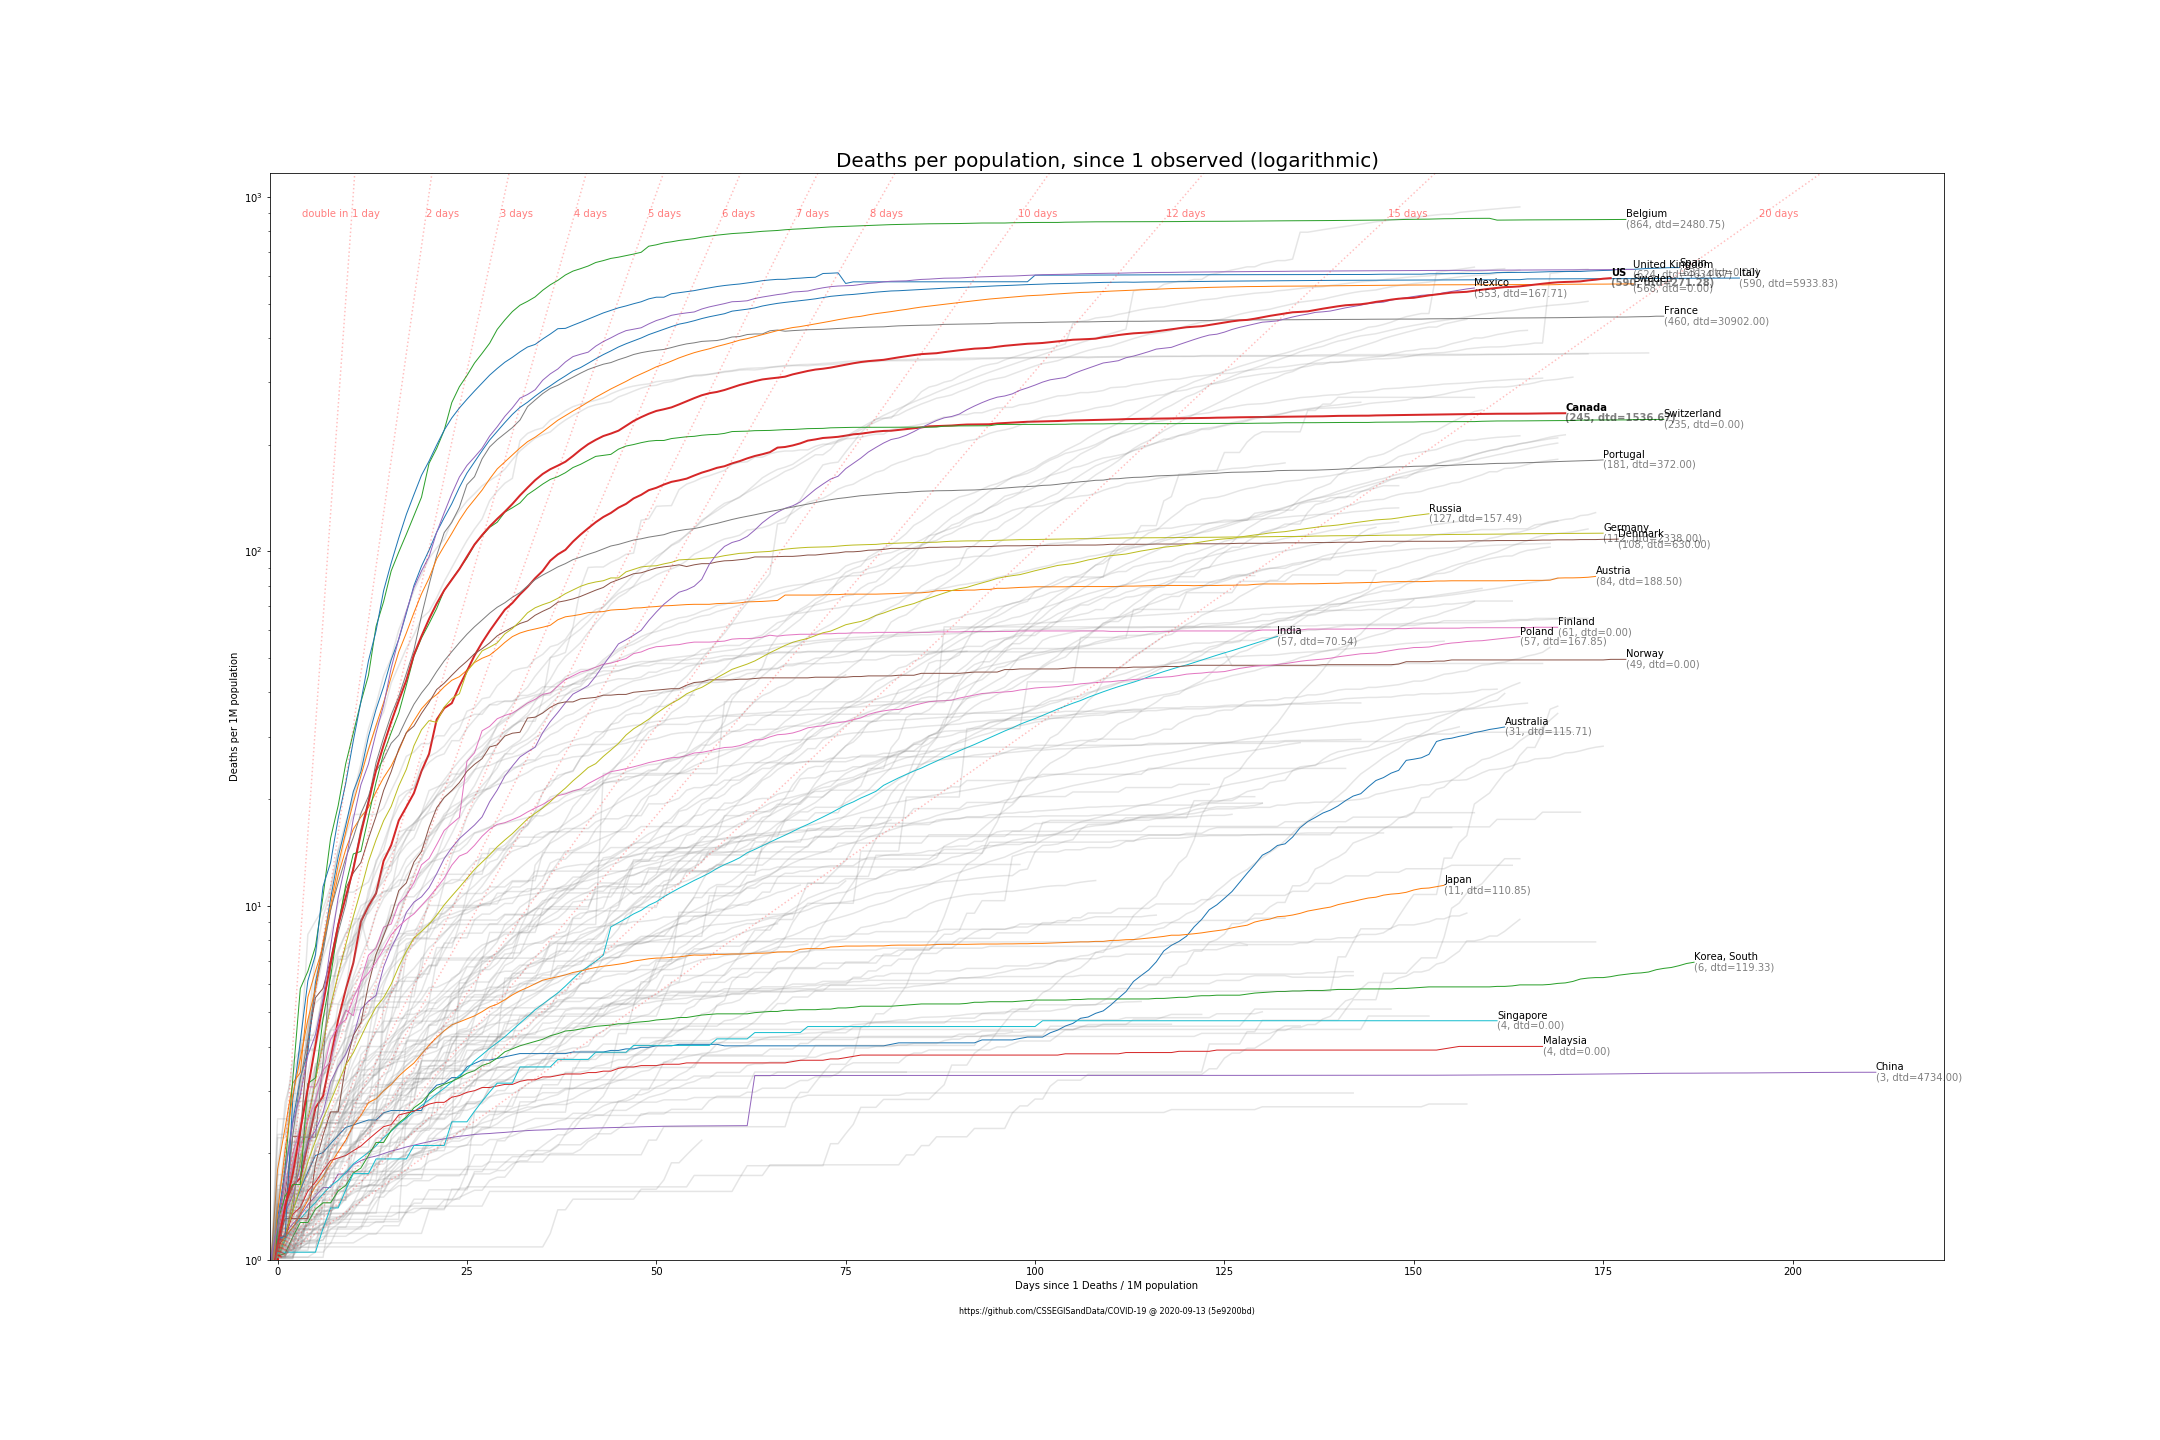 Deaths per population, since 1 observed (logarithmic)
10³
double in 1 day
2 days
3 days
4 days
5 days
6 days
7 days
8 days
10 days
12 days
15 days
20 days
Belgium
(864, dtd=2480.75)
United Kingdom
Spain
US
(590, dtd=271.28)
Sweden
(568, dtd=0.00)
Italy
(590, dtd=5933.83)
Mexico
(553, dtd=167.71)
France
(460, dtd=30902.00)
Canada
(245, dtd=1536.67)
Switzerland
(235, dtd=0.00)
Portugal
(181, dtd=372.00)
Russia
(127, dtd=157.49)
Germany
Denmark
(108, dtd=630.00)
10²
Austria
(84, dtd=188.50)
Finland
(61, dtd=0.00)
India
(57, dtd=70.54)
Poland
(57, dtd=167.85)
Norway
(49, dtd=0.00)
Deaths per 1M population
Australia
(31, dtd=115.71)
Japan
(11, dtd=110.85)
10¹
Korea, South
(6, dtd=119.33)
Singapore
(4, dtd=0.00)
Malaysia
(4, dtd=0.00)
China
(3, dtd=4734.00)
10⁰
0 25 50 75 100 125 150 175 200
Days since 1 Deaths / 1M population
https://github.com/CSSEGISandData/COVID-19 @ 2020-09-13 (5e9200bd)